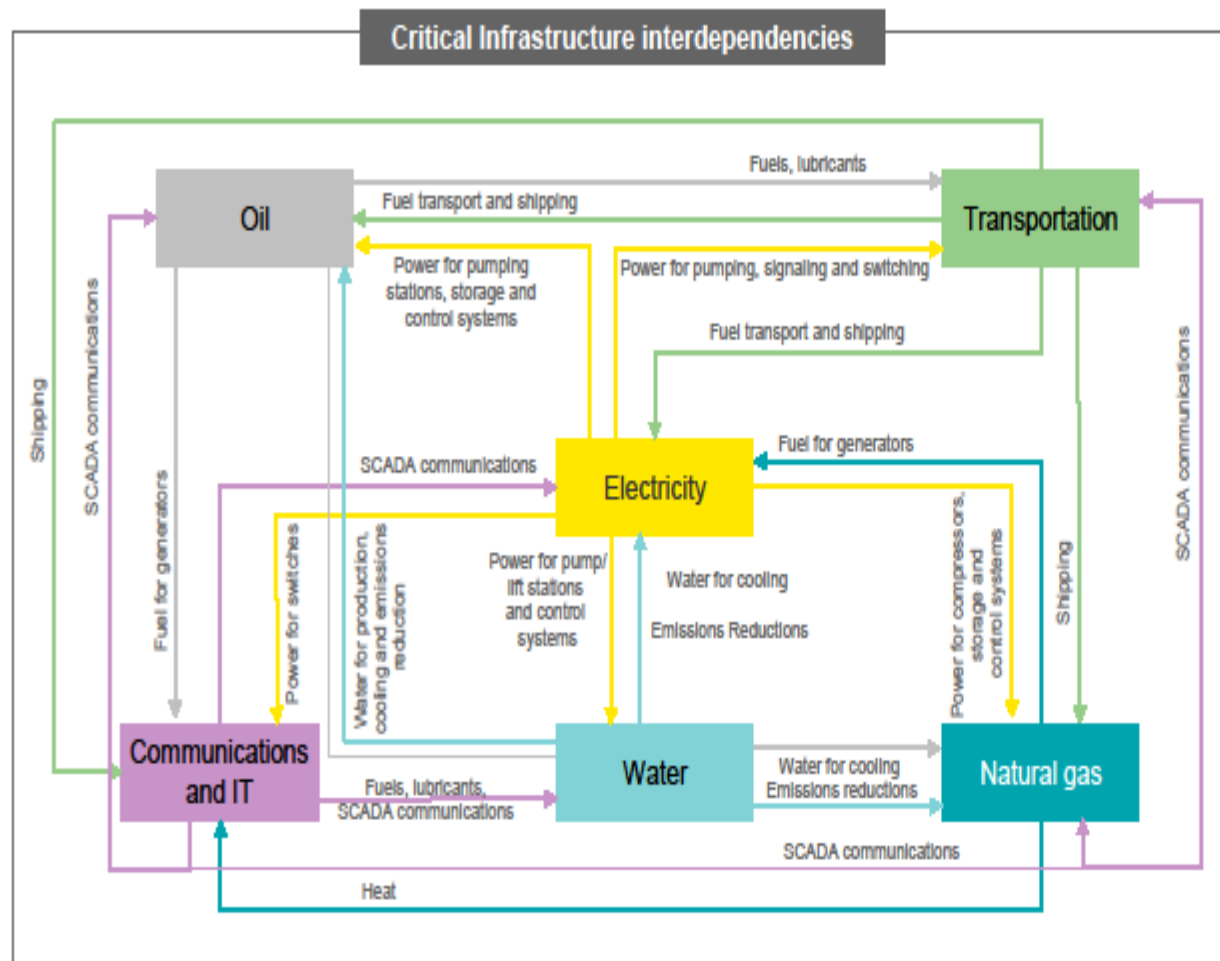 Critical Infrastructure interdependencies
Fuels, lubricants
Oil
Fuel transport and shipping
Transportation
Power for pumping
stations, storage and
control systems
Power for pumping, signaling and switching
Fuel transport and shipping
Shipping
SCADA communications
Fuel for generators
SCADA communications
Fuel for generators
SCADA communications
Electricity
Power for switches
Water for production,
cooling and emissions
reduction
Power for pump/
lift stations
and control
systems
Water for cooling
Emissions Reductions
Power for compressors,
storage and
control systems
Shipping
Communications
and IT
Fuels, lubricants,
SCADA communications
Water
Water for cooling
Emissions reductions
Natural gas
SCADA communications
Heat